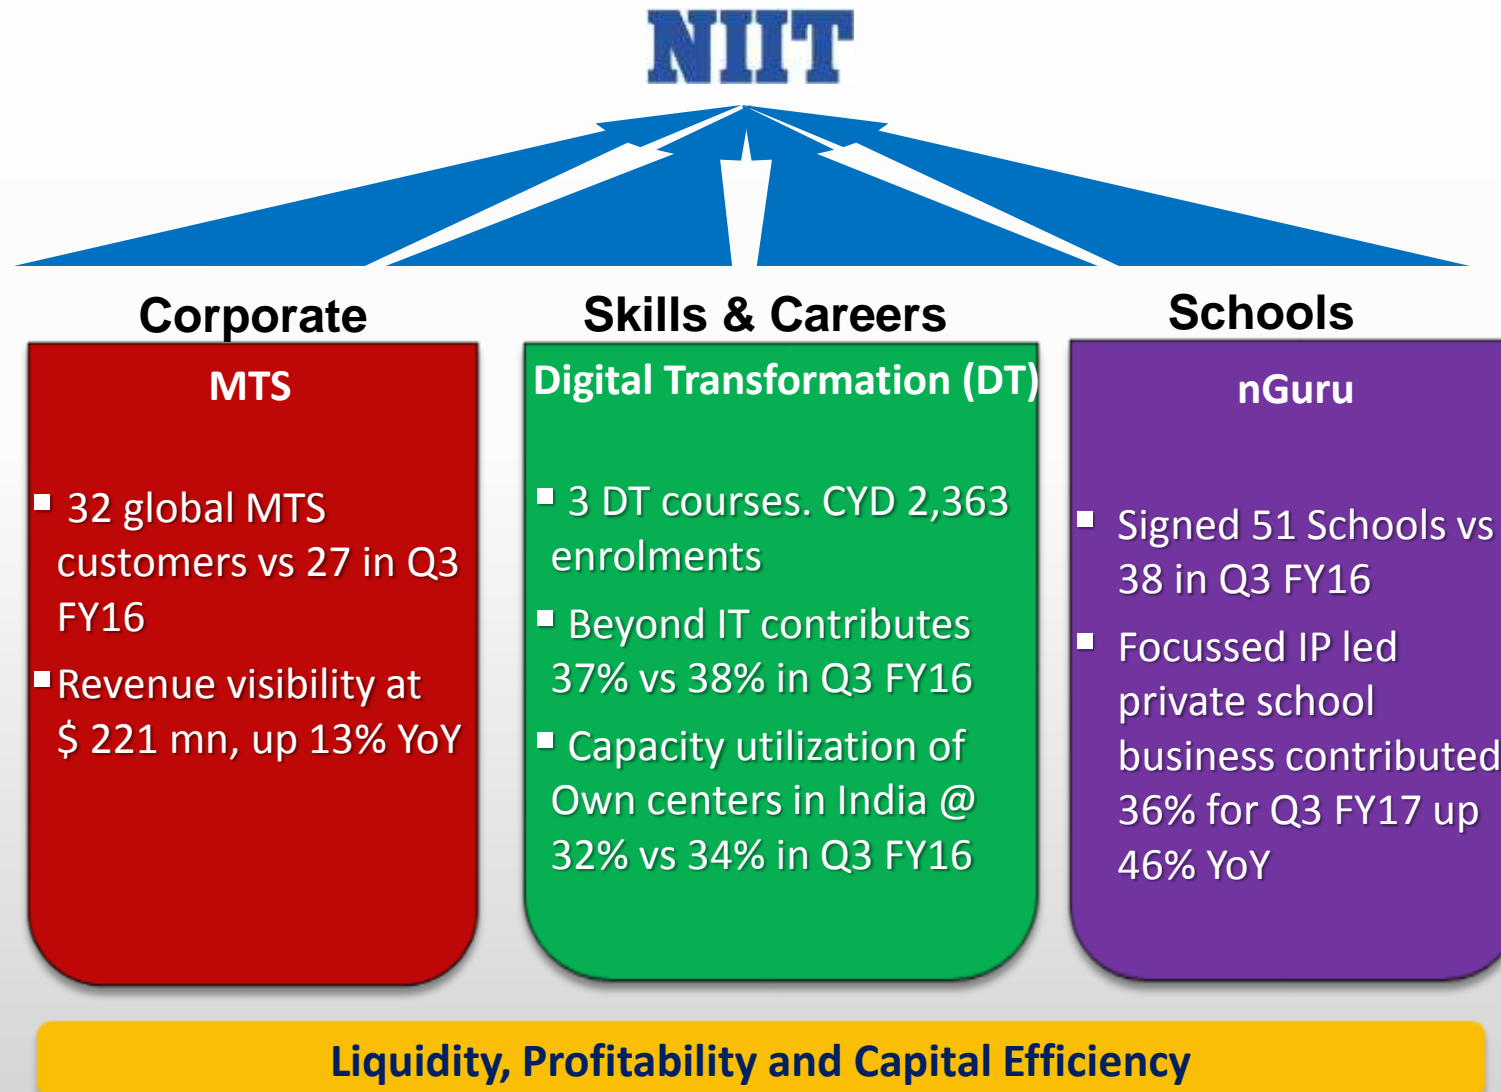 NIIT
Corporate
MTS
▪ 32 global MTS
customers vs 27 in Q3
FY16
▪ Revenue visibility at
$ 221 mn, up 13% YoY
Skills & Careers
Digital Transformation (DT)
▪ 3 DT courses. CYD 2,363
enrolments
▪ Beyond IT contributes
37% vs 38% in Q3 FY16
▪ Capacity utilization of
Own centers in India @
32% vs 34% in Q3 FY16
Schools
nGuru
▪ Signed 51 Schools vs
38 in Q3 FY16
▪ Focussed IP led
private school
business contributed
36% for Q3 FY17 up
46% YoY
Liquidity, Profitability and Capital Efficiency